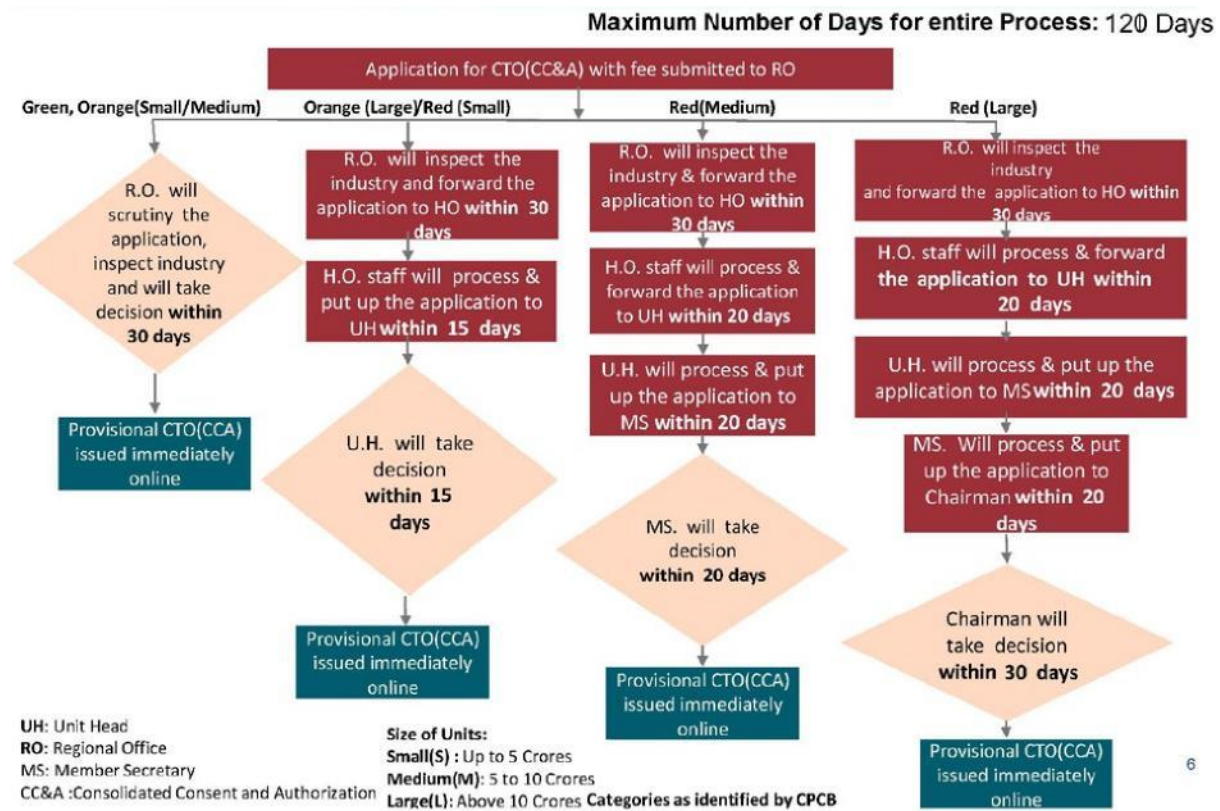 Maximum Number of Days for entire Process: 120 Days
Application for CTO(CC&A) with fee submitted to RO
Green, Orange(Small/Medium)
R.O. will
scrutiny the
application,
inspect industry
and will take
decision within
30 days
Provisional CTO(CCA)
issued immediately
online
Orange (Large)/Red (Small)
R.O. will inspect the
industry and forward the
application to HO within 30
days
H.O. staff will process &
put up the application to
UH within 15 days
U.H. will take
decision
within 15
days
Provisional CTO(CCA)
issued immediately
online
Red(Medium)
R.O. will inspect the
industry & forward the
application to HO within
30 days
H.O. staff will process &
forward the application
to UH within 20 days
U.H. will process & put
up the application to
MS within 20 days
MS. will take
decision
within 20 days
Provisional CTO(CCA)
issued immediately
online
Red (Large)
R.O. will inspect the
industry
and forward the application to HO within
30 days
H.O. staff will process & forward
the application to UH within
20 days
U.H. will process & put up the
application to MS within 20 days
MS. Will process & put
up the application to
Chairman within 20
days
Chairman will
take decision
within 30 days
Provisional CTO(CCA)
issued immediately
online
UH: Unit Head
RO: Regional Office
MS: Member Secretary
CC&A :Consolidated Consent and Authorization
Size of Units:
Small(S) : Up to 5 Crores
Medium(M): 5 to 10 Crores
Large(L): Above 10 Crores Categories as identified by CPCB
6